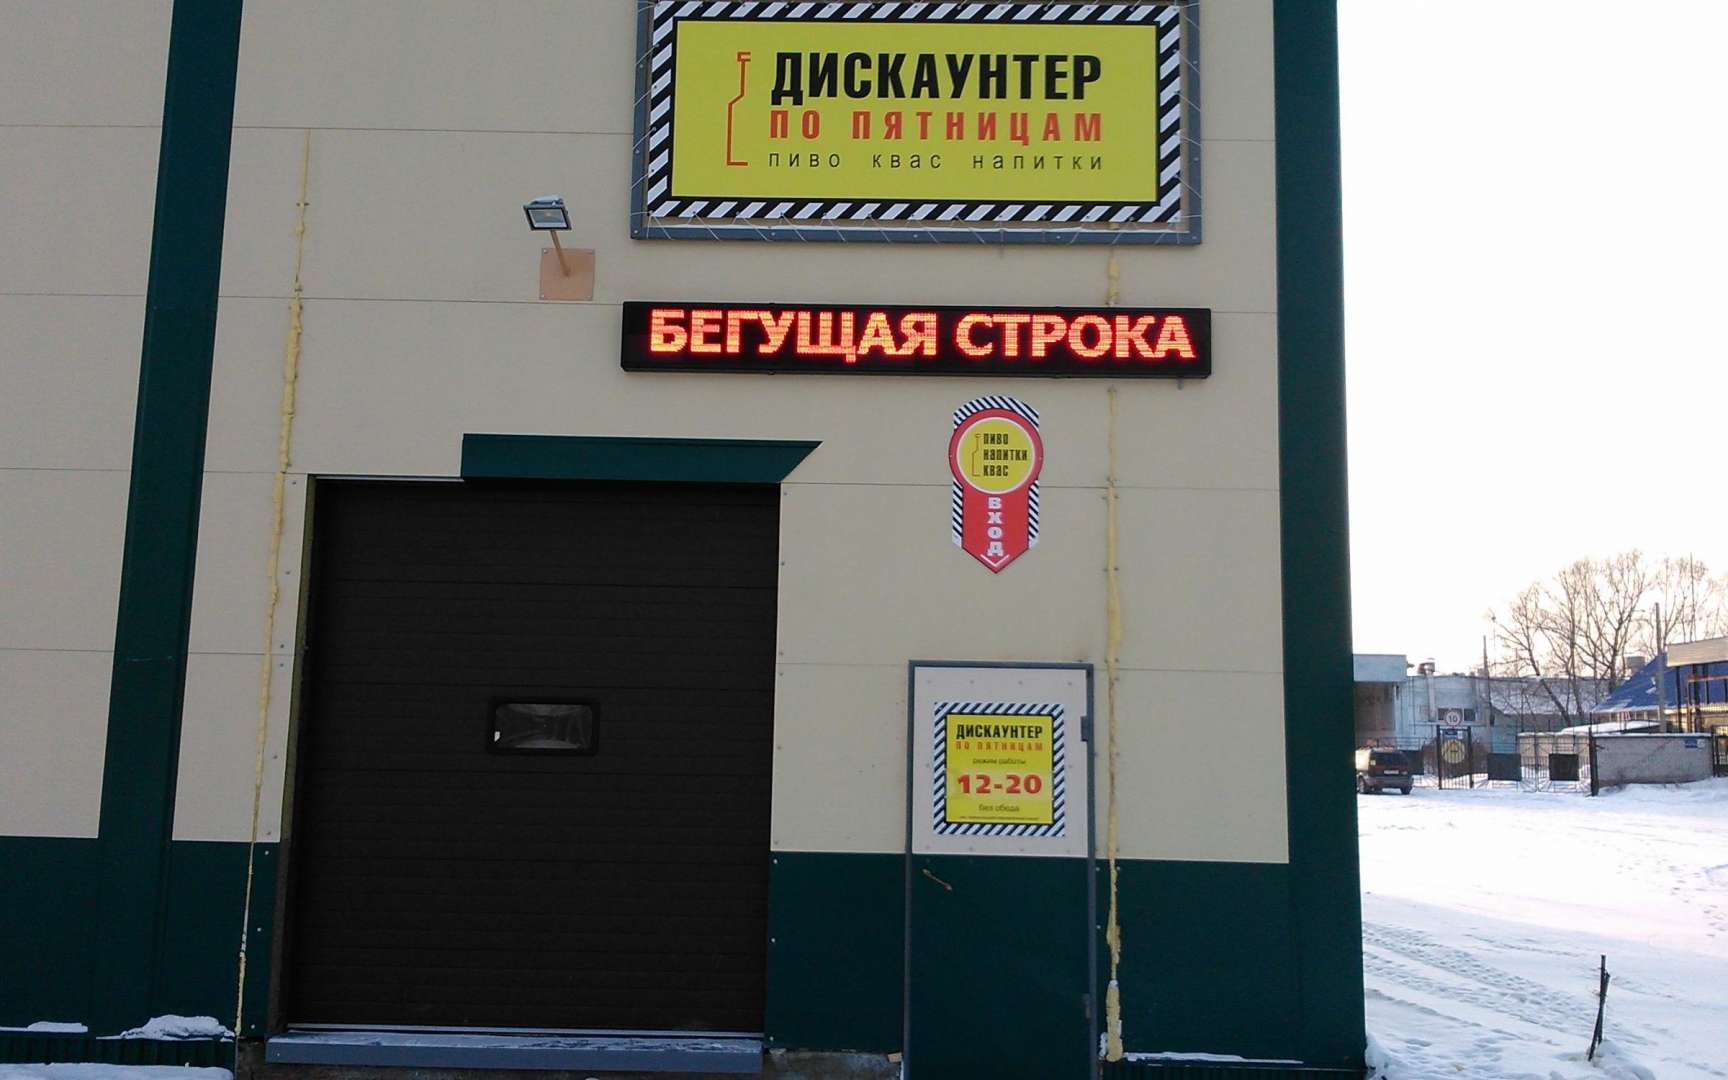 ДИСКАУНТЕР
ПО ПЯТНИЦАМ
пиво квас напитки
БЕГУЩАЯ СТРОКА
ПИВО
НАПИТКИ
КВАС
ВХОД
ДИСКАУНТЕР
ПО ПЯТНИЦАМ
режим работы
12-20
без обеда
10